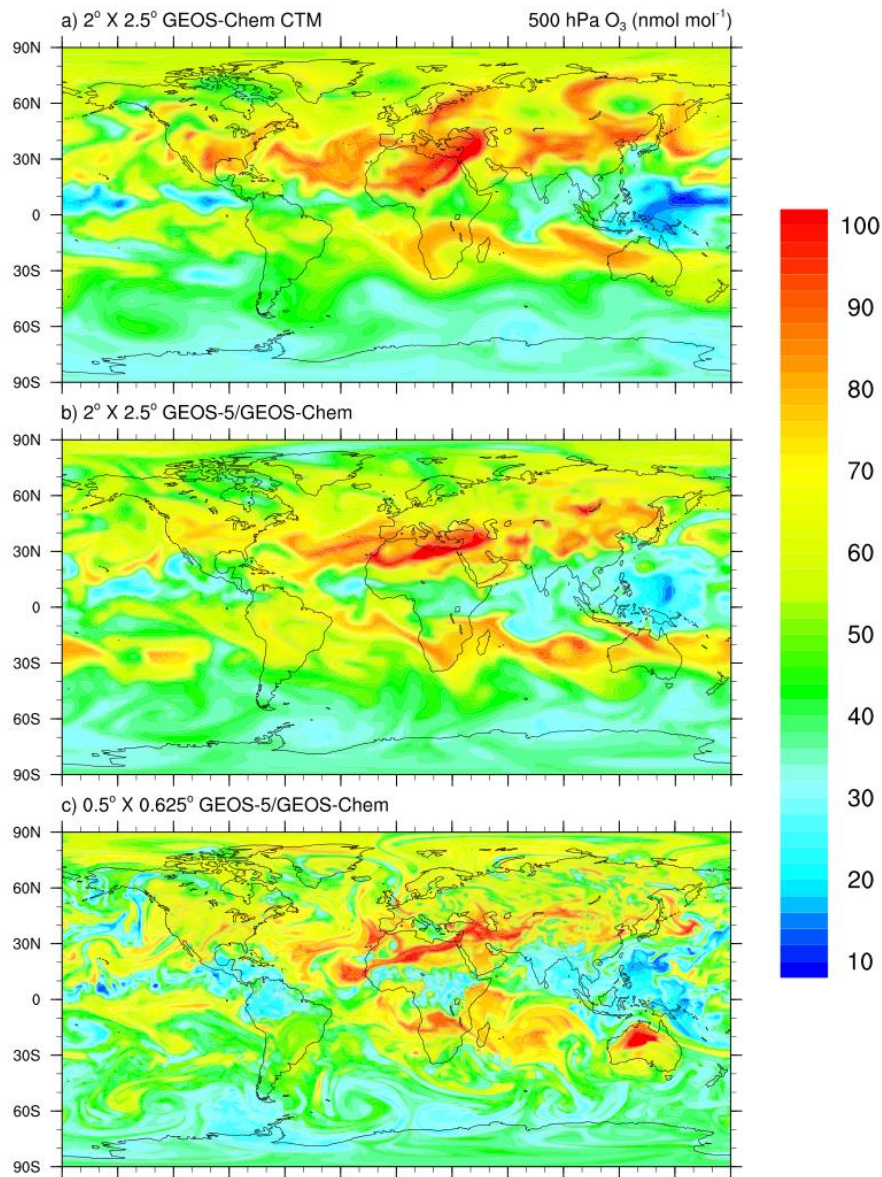 a) 2° X 2.5° GEOS-Chem CTM 500 hPa O₃ (nmol mol⁻¹)
90N
60N
30N
0
30S
60S
90S
b) 2° X 2.5° GEOS-5/GEOS-Chem
90N
60N
30N
0
30S
60S
90S
c) 0.5° X 0.625° GEOS-5/GEOS-Chem
90N
60N
30N
0
30S
60S
90S
100
90
80
70
60
50
40
30
20
10